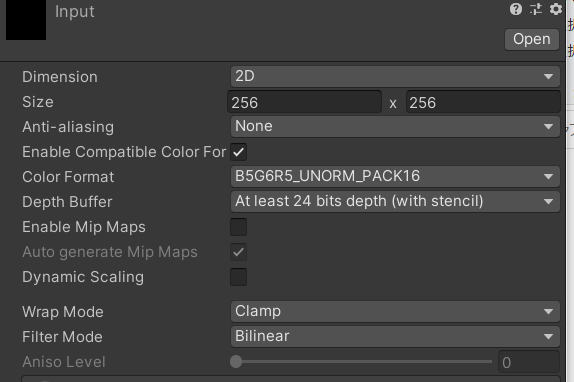 Input
Open
Dimension 2D
Size 256 x 256
Anti-aliasing None
Enable Compatible Color For
Color Format B5G6R5_UNORM_PACK16
Depth Buffer At least 24 bits depth (with stencil)
Enable Mip Maps
Auto generate Mip Maps
Dynamic Scaling
Wrap Mode Clamp
Filter Mode Bilinear
Aniso Level 0